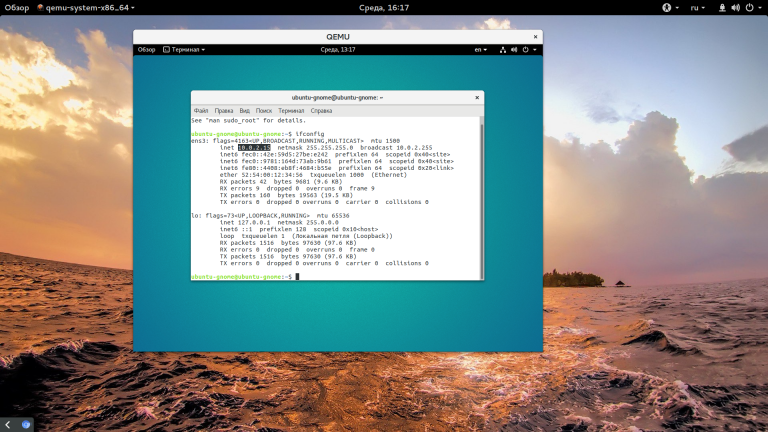 Обзор qemu-system-x86_64 Среда, 16:17 ru
QEMU
Обзор Терминал Среда, 13:17 en
ubuntu-gnome@ubuntu-gnome: ~
Файл Правка Вид Поиск Терминал Справка
See "man sudo_root" for details.
ubuntu-gnome@ubuntu-gnome:~$ ifconfig
ens3: flags=4163<UP,BROADCAST,RUNNING,MULTICAST> mtu 1500
inet 10.0.2.15 netmask 255.255.255.0 broadcast 10.0.2.255
inet6 fec0::42e:59d5:27be:e242 prefixlen 64 scopeid 0x40<site>
inet6 fec0::9781:164d:73ab:9b61 prefixlen 64 scopeid 0x40<site>
inet6 fe80::4400:eb8f:4684:b55e prefixlen 64 scopeid 0x20<link>
ether 52:54:00:12:34:56 txqueuelen 1000 (Ethernet)
RX packets 42 bytes 9681 (9.6 KB)
RX errors 9 dropped 0 overruns 0 frame 9
TX packets 160 bytes 19563 (19.5 KB)
TX errors 0 dropped 0 overruns 0 carrier 0 collisions 0
lo: flags=73<UP,LOOPBACK,RUNNING> mtu 65536
inet 127.0.0.1 netmask 255.0.0.0
inet6 ::1 prefixlen 128 scopeid 0x10<host>
loop txqueuelen 1 (Локальная петля (Loopback))
RX packets 1516 bytes 97630 (97.6 KB)
RX errors 0 dropped 0 overruns 0 frame 0
TX packets 1516 bytes 97630 (97.6 KB)
TX errors 0 dropped 0 overruns 0 carrier 0 collisions 0
ubuntu-gnome@ubuntu-gnome:~$